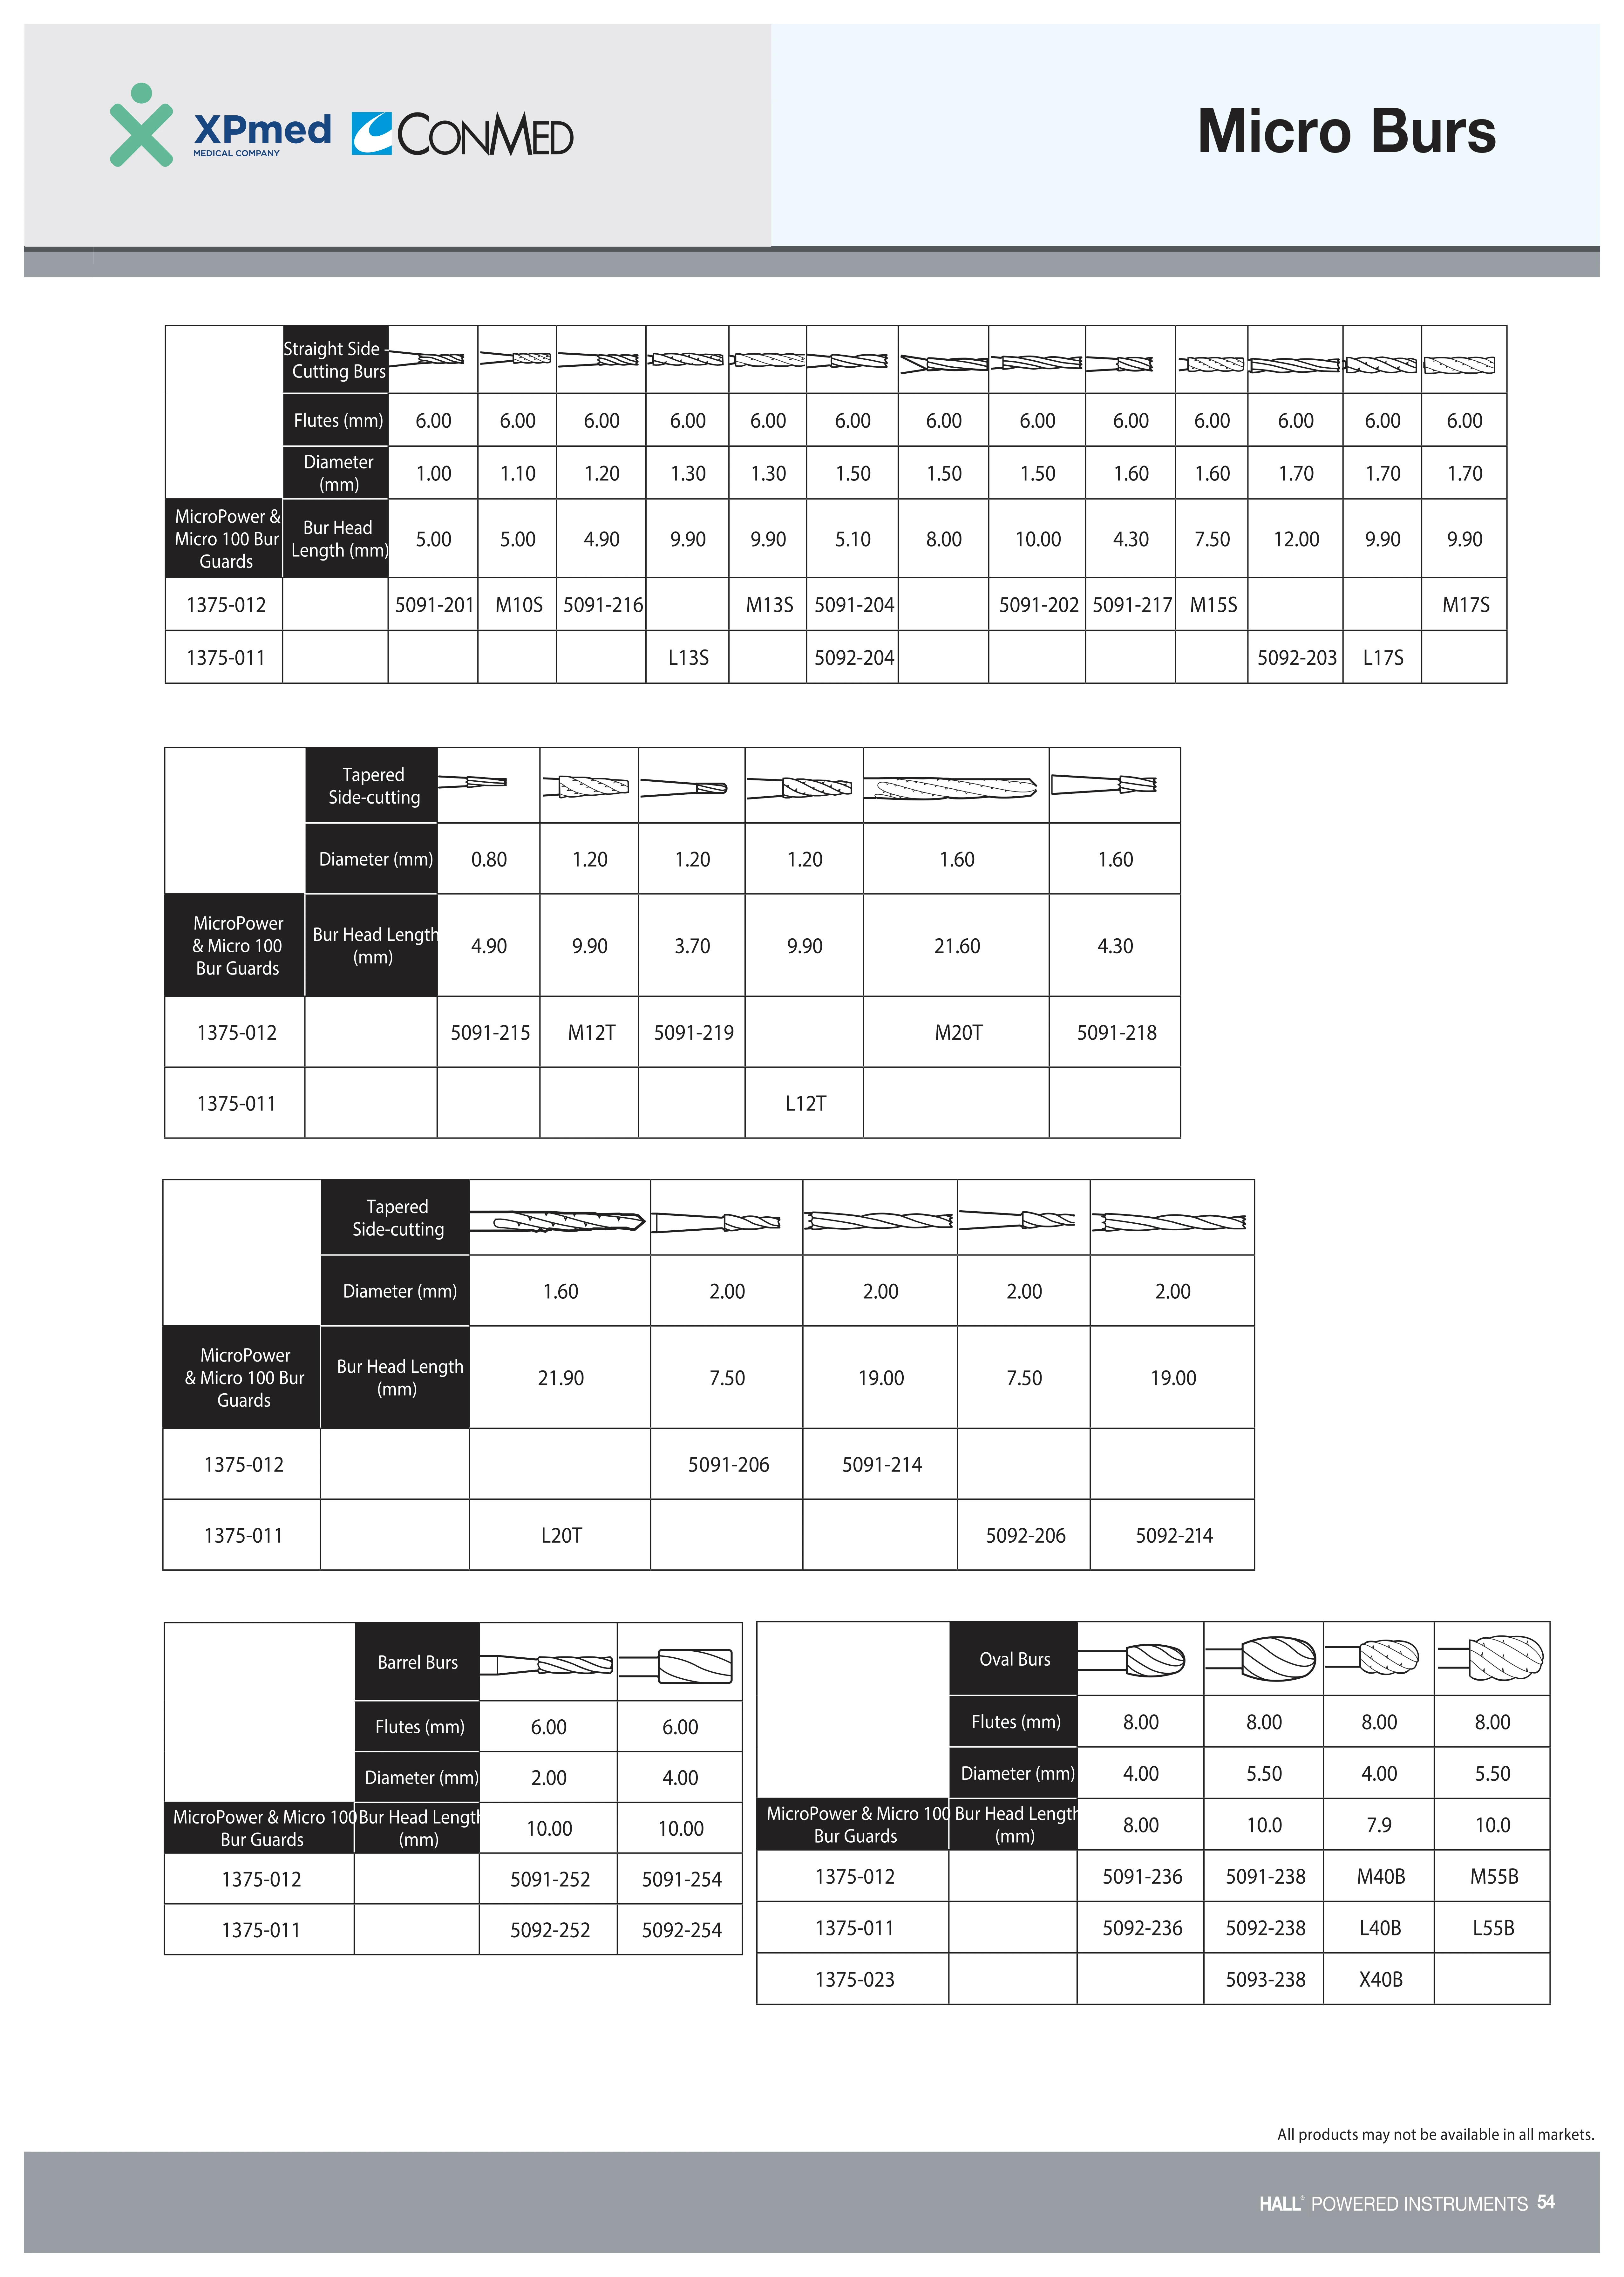 XPmed
MEDICAL COMPANY
CONMED
Micro Burs
Straight Side -
Cutting Burs
Flutes (mm) 6.00 6.00 6.00 6.00 6.00 6.00 6.00 6.00 6.00 6.00 6.00 6.00 6.00
Diameter
(mm)
1.00 1.10 1.20 1.30 1.30 1.50 1.50 1.50 1.60 1.60 1.70 1.70 1.70
MicroPower &
Micro 100 Bur
Guards
Bur Head
Length (mm)
5.00 5.00 4.90 9.90 9.90 5.10 8.00 10.00 4.30 7.50 12.00 9.90 9.90
1375-012 5091-201 M10S 5091-216 M13S 5091-204 5091-202 5091-217 M15S M17S
1375-011 L13S 5092-204 5092-203 L17S
Tapered
Side-cutting
Diameter (mm) 0.80 1.20 1.20 1.20 1.60 1.60
MicroPower
& Micro 100
Bur Guards
Bur Head Length
(mm)
4.90 9.90 3.70 9.90 21.60 4.30
1375-012 5091-215 M12T 5091-219 M20T 5091-218
1375-011 L12T
Tapered
Side-cutting
Diameter (mm) 1.60 2.00 2.00 2.00 2.00
MicroPower
& Micro 100 Bur
Guards
Bur Head Length
(mm)
21.90 7.50 19.00 7.50 19.00
1375-012 5091-206 5091-214
1375-011 L20T 5092-206 5092-214
Barrel Burs
Flutes (mm) 6.00 6.00
Diameter (mm) 2.00 4.00
MicroPower & Micro 100
Bur Guards
Bur Head Length
(mm)
10.00 10.00
1375-012 5091-252 5091-254
1375-011 5092-252 5092-254
Oval Burs
Flutes (mm) 8.00 8.00 8.00 8.00
Diameter (mm) 4.00 5.50 4.00 5.50
MicroPower & Micro 100
Bur Guards
Bur Head Length
(mm)
8.00 10.0 7.9 10.0
1375-012 5091-236 5091-238 M40B M55B
1375-011 5092-236 5092-238 L40B L55B
1375-023 5093-238 X40B
All products may not be available in all markets.
HALL® POWERED INSTRUMENTS 54